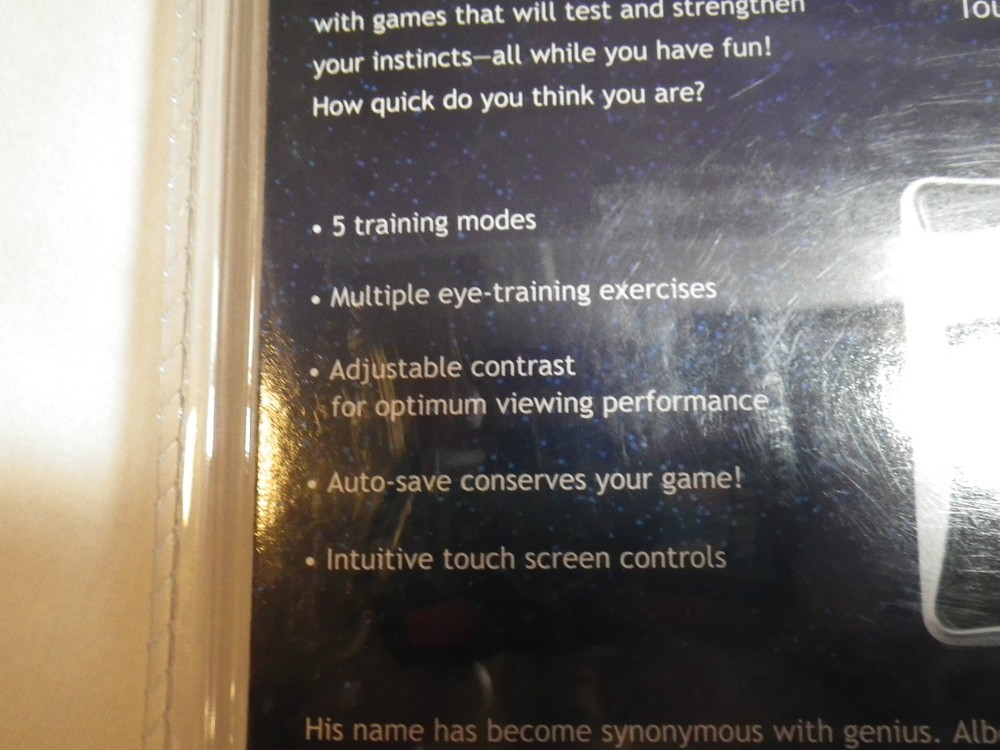 with games that will test and strengthen
your instincts—all while you have fun!
How quick do you think you are?
• 5 training modes
• Multiple eye-training exercises
• Adjustable contrast
for optimum viewing performance
• Auto-save conserves your game!
• Intuitive touch screen controls
His name has become synonymous with genius. Alb